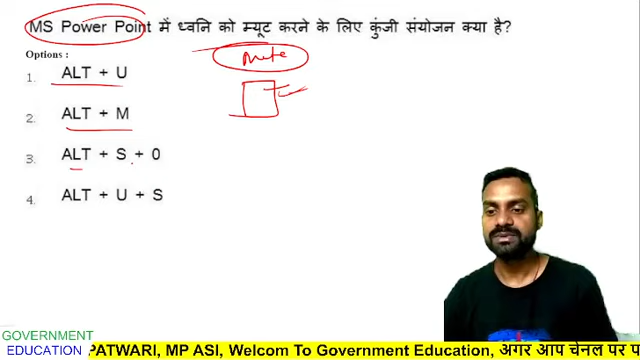 MS Power Point में ध्वनि को म्यूट करने के लिए कुंजी संयोजन क्या है?
Options :
mute
1. ALT + U
2. ALT + M
3. ALT + S + 0
4. ALT + U + S
GOVERNMENT
EDUCATION
PATWARI, MP ASI, Welcom To Government Education, अगर आप चेनल पर प